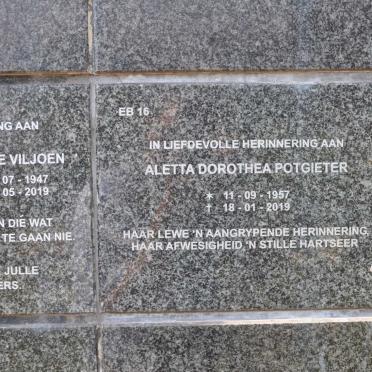 NG AN
E VILJOEN
07 - 1947
05 - 2019
N DIE WAT
TE GAAN NIE.
JULLE
ERS.
EB 16
IN LIEFDEVOLLE HERINNERING AAN
ALETTA DOROTHEA POTGIETER
* 11 - 09 - 1957
† 18 - 01 - 2019
HAAR LEWE 'N AANGRYPENDE HERINNERING,
HAAR AFWESIGHEID 'N STILLE HARTSEER